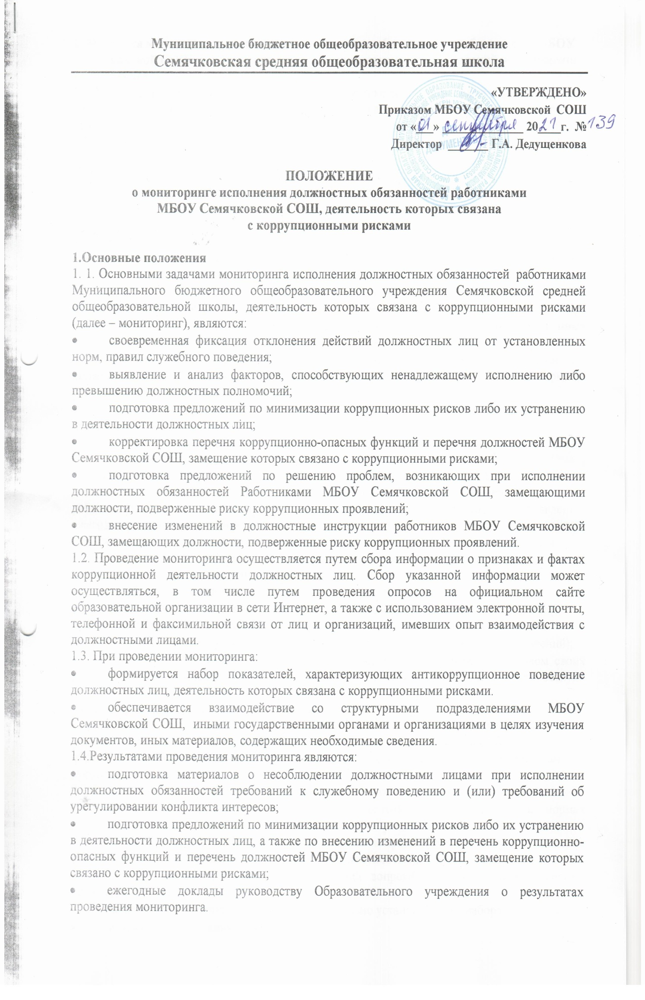 Муниципальное бюджетное общеобразовательное учреждение
Семячковская средняя общеобразовательная школа
«УТВЕРЖДЕНО»
Приказом МБОУ Семячковской СОШ
от «01» сентября 2021г. №139
Директор _______ Г.А. Дедущенкова
ПОЛОЖЕНИЕ
о мониторинге исполнения должностных обязанностей работниками
МБОУ Семячковской СОШ, деятельность которых связана
с коррупционными рисками
1.Основные положения
1. 1. Основными задачами мониторинга исполнения должностных обязанностей работниками
Муниципального бюджетного общеобразовательного учреждения Семячковской средней
общеобразовательной школы, деятельность которых связана с коррупционными рисками
(далее – мониторинг), являются:
• своевременная фиксация отклонения действий должностных лиц от установленных
норм, правил служебного поведения;
• выявление и анализ факторов, способствующих ненадлежащему исполнению либо
превышению должностных полномочий;
• подготовка предложений по минимизации коррупционных рисков либо их устранению
в деятельности должностных лиц;
• корректировка перечня коррупционно-опасных функций и перечня должностей МБОУ
Семячковской СОШ, замещение которых связано с коррупционными рисками;
• подготовка предложений по решению проблем, возникающих при исполнении
должностных обязанностей Работниками МБОУ Семячковской СОШ, замещающими
должности, подверженные риску коррупционных проявлений;
• внесение изменений в должностные инструкции работников МБОУ Семячковской
СОШ, замещающих должности, подверженные риску коррупционных проявлений.
1.2. Проведение мониторинга осуществляется путем сбора информации о признаках и фактах
коррупционной деятельности должностных лиц. Сбор указанной информации может
осуществляться, в том числе путем проведения опросов на официальном сайте
образовательной организации в сети Интернет, а также с использованием электронной почты,
телефонной и факсимильной связи от лиц и организаций, имевших опыт взаимодействия с
должностными лицами.
1.3. При проведении мониторинга:
• формируется набор показателей, характеризующих антикоррупционное поведение
должностных лиц, деятельность которых связана с коррупционными рисками.
• обеспечивается взаимодействие со структурными подразделениями МБОУ
Семячковской СОШ, иными государственными органами и организациями в целях изучения
документов, иных материалов, содержащих необходимые сведения.
1.4.Результатами проведения мониторинга являются:
• подготовка материалов о несоблюдении должностными лицами при исполнении
должностных обязанностей требований к служебному поведению и (или) требований об
урегулировании конфликта интересов;
• подготовка предложений по минимизации коррупционных рисков либо их устранению
в деятельности должностных лиц, а также по внесению изменений в перечень коррупционно-
опасных функций и перечень должностей МБОУ Семячковской СОШ, замещение которых
связано с коррупционными рисками;
• ежегодные доклады руководству Образовательного учреждения о результатах
проведения мониторинга.